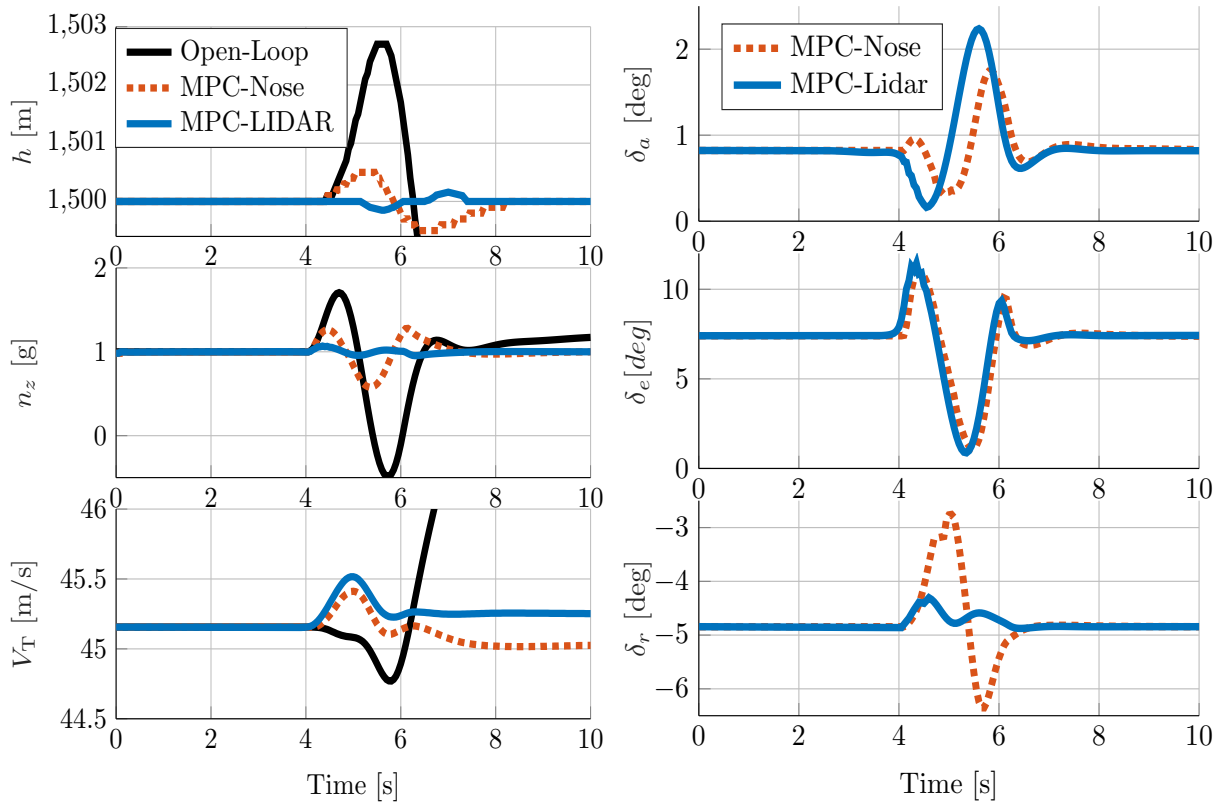 1,503
1,502
1,501
1,500
h [m]
Open-Loop
MPC-Nose
MPC-LIDAR
0 2 4 6 8 10
2
1
0
n_z [g]
0 2 4 6 8 10
46
45.5
45
44.5
V_T [m/s]
0 2 4 6 8 10
Time [s]
2
1
0
δ_a [deg]
MPC-Nose
MPC-Lidar
0 2 4 6 8 10
10
5
0
δ_e[deg
0 2 4 6 8 10
−3
−4
−5
−6
δ_r [deg]
0 2 4 6 8 10
Time [s]